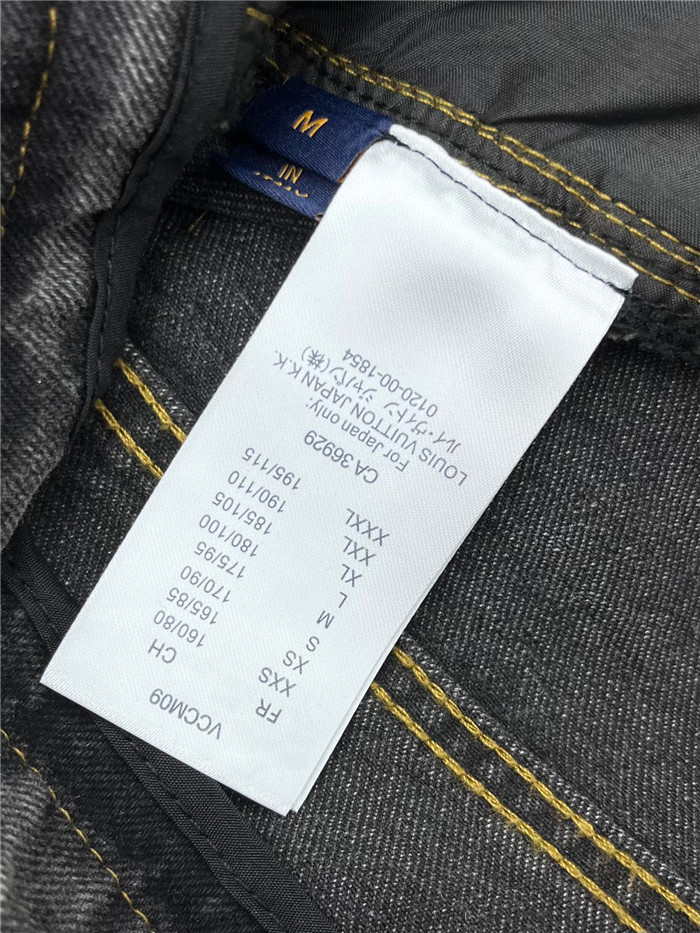 M
IN
VCCM09
FR CH
XXS 160/80
XS 165/85
S 170/90
M 175/95
L 180/100
XL 185/105
XXL 190/110
XXXL 195/115
CA 36929
For Japan only:
LOUIS VUITTON JAPAN K.K.
ルイ・ヴィトン ジャパン(株)
0120-00-1854